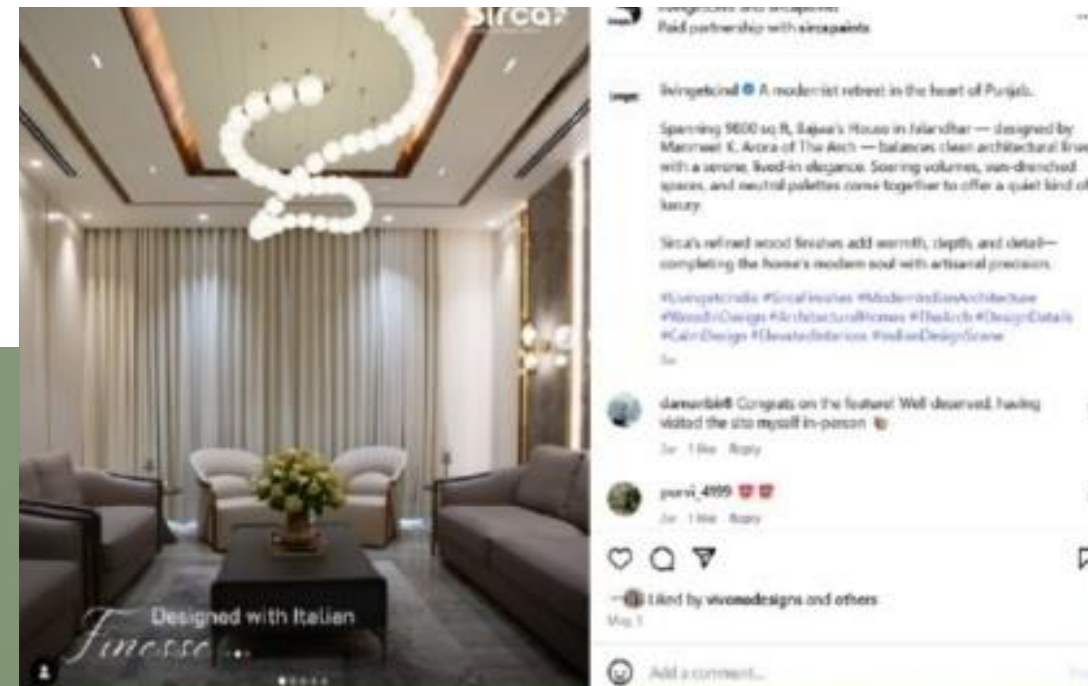 Sirca
Designed with Italian
Finesse...
Paid partnership with sircapaints
livingetcind A modernist retreat in the heart of Punjab.
Spanning 9600 sq ft, Bajwa's House in Jalandhar — designed by
Manmeet K. Arora of The Arch — balances clean architectural lines
with a serene, lived-in elegance. Soaring volumes, sun-drenched
spaces, and neutral palettes come together to offer a quiet kind of
luxury.
Sirca's refined wood finishes add warmth, depth, and detail—
completing the home's modern soul with artisanal precision.
#LivingetcIndia #SircaFinishes #ModernIndianArchitecture
#WoodInDesign #ArchitecturalHomes #TheArch #DesignDetails
#CalmDesign #ElevatedInteriors #IndianDesignScene
Congrats on the feature! Well deserved, having
visited the site myself in-person
1 like Reply
purvi_4199
1 like Reply
Liked by vivonodesigns and others
May 1
Add a comment...